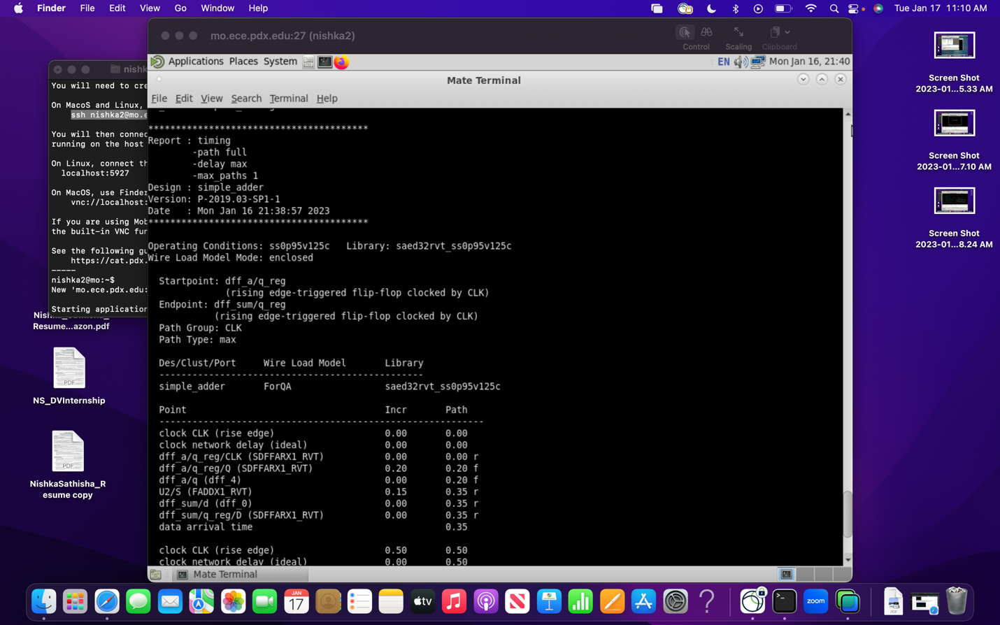 Finder File Edit View Go Window Help
Tue Jan 17 11:10 AM
mo.ece.pdx.edu:27 (nishka2)
Control Scaling Clipboard
Applications Places System
EN Mon Jan 16, 21:40
Mate Terminal
File Edit View Search Terminal Help
****************************************
Report : timing
-path full
-delay max
-max_paths 1
Design : simple_adder
Version: P-2019.03-SP1-1
Date : Mon Jan 16 21:38:57 2023
****************************************
Operating Conditions: ss0p95v125c Library: saed32rvt_ss0p95v125c
Wire Load Model Mode: enclosed
Startpoint: dff_a/q_reg
(rising edge-triggered flip-flop clocked by CLK)
Endpoint: dff_sum/q_reg
(rising edge-triggered flip-flop clocked by CLK)
Path Group: CLK
Path Type: max
Des/Clust/Port Wire Load Model Library
------------------------------------------------
simple_adder ForQA saed32rvt_ss0p95v125c
Point Incr Path
-----------------------------------------------------------
clock CLK (rise edge) 0.00 0.00
clock network delay (ideal) 0.00 0.00
dff_a/q_reg/CLK (SDFFARX1_RVT) 0.00 0.00 r
dff_a/q_reg/Q (SDFFARX1_RVT) 0.20 0.20 f
dff_a/q (dff_4) 0.00 0.20 f
U2/S (FADDX1_RVT) 0.15 0.35 r
dff_sum/d (dff_0) 0.00 0.35 r
dff_sum/q_reg/D (SDFFARX1_RVT) 0.00 0.35 r
data arrival time 0.35
clock CLK (rise edge) 0.50 0.50
clock network delay (ideal) 0.00 0.50
Mate Terminal
nishk
You will need to cre
On MacOS and Linux,
ssh nishka2@mo.e
You will then connec
running on the host
On Linux, connect th
localhost:5927
On MacOS, use Finder
vnc://localhost:
If you are using Mob
the built-in VNC fun
See the following gu
https://cat.pdx.
-----
nishka2@mo:~$
New 'mo.ece.pdx.edu:
Starting application
Resume...azon.pdf
PDF
NS_DVInternship
PDF
NishkaSathisha_R
esume copy
Screen Shot
2023-01...5.33 AM
Screen Shot
2023-01...7.10 AM
Screen Shot
2023-01...8.24 AM
JAN
17
tv
zoom
PDF